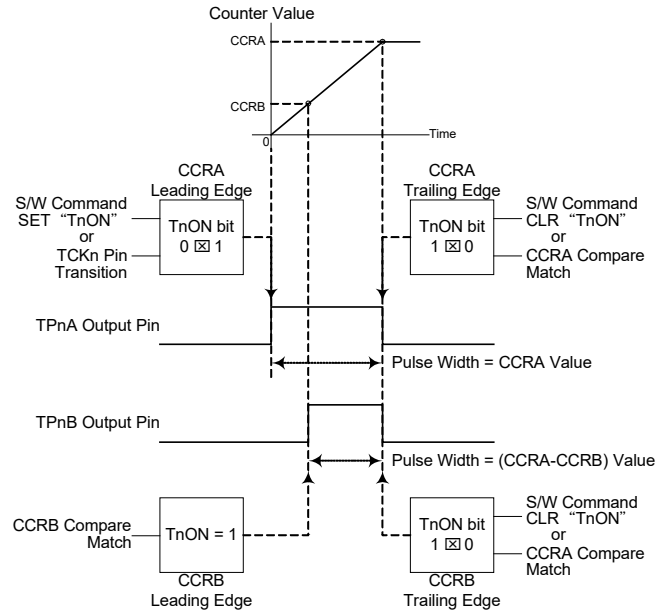 Counter Value
CCRA
CCRB
0
Time
CCRA
Leading Edge
S/W Command
SET “TnON”
or
TCKn Pin
Transition
TnON bit
0 ☒ 1
CCRA
Trailing Edge
TnON bit
1 ☒ 0
S/W Command
CLR “TnON”
or
CCRA Compare
Match
TPnA Output Pin
Pulse Width = CCRA Value
TPnB Output Pin
Pulse Width = (CCRA-CCRB) Value
CCRB Compare
Match
TnON = 1
CCRB
Leading Edge
TnON bit
1 ☒ 0
CCRB
Trailing Edge
S/W Command
CLR “TnON”
or
CCRA Compare
Match